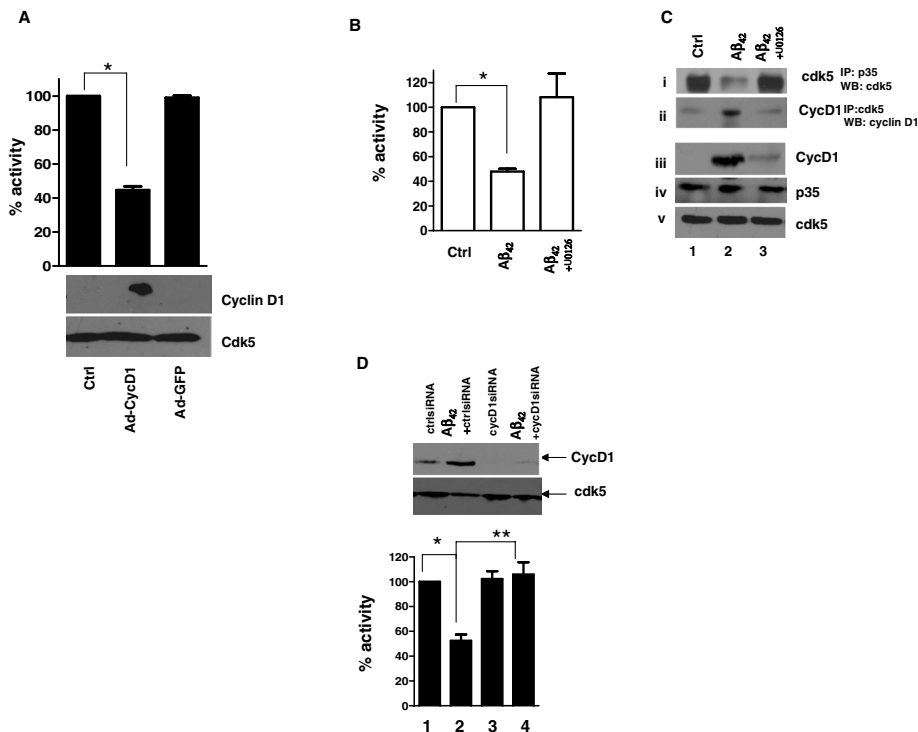 A
*
% activity
100
80
60
40
20
0
Cyclin D1
Cdk5
Ctrl
Ad-CycD1
Ad-GFP
B
*
% activity
120
100
80
60
40
20
0
Ctrl
Aβ42
Aβ42
+U0126
C
Ctrl
Aβ42
Aβ42
+U0126
i
cdk5
IP: p35
WB: cdk5
ii
CycD1
IP:cdk5
WB: cyclin D1
iii
CycD1
iv
p35
v
cdk5
1 2 3
D
ctrlsiRNA
Aβ42
+ctrlsiRNA
cycD1siRNA
Aβ42
+cycD1siRNA
CycD1
cdk5
*
**
% activity
120
100
80
60
40
20
0
1 2 3 4